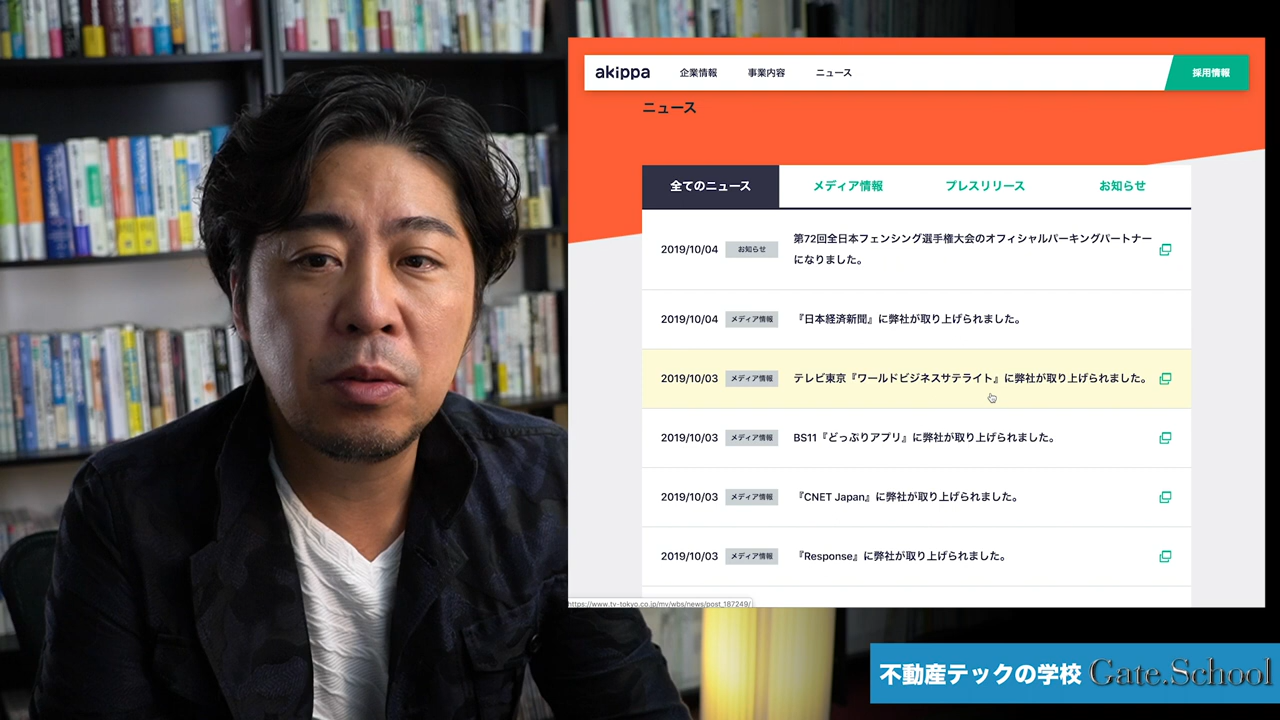 akippa 企業情報 事業内容 ニュース 採用情報
ニュース
全てのニュース メディア情報 プレスリリース お知らせ
2019/10/04 お知らせ 第72回全日本フェンシング選手権大会のオフィシャルパーキングパートナー
になりました。
2019/10/04 メディア情報 『日本経済新聞』に弊社が取り上げられました。
2019/10/03 メディア情報 テレビ東京『ワールドビジネスサテライト』に弊社が取り上げられました。
2019/10/03 メディア情報 BS11『どっぷりアプリ』に弊社が取り上げられました。
2019/10/03 メディア情報 『CNET Japan』に弊社が取り上げられました。
2019/10/03 メディア情報 『Response』に弊社が取り上げられました。
https://www.tv-tokyo.co.jp/mv/wbs/news/post_187249/
不動産テックの学校 Gate.School